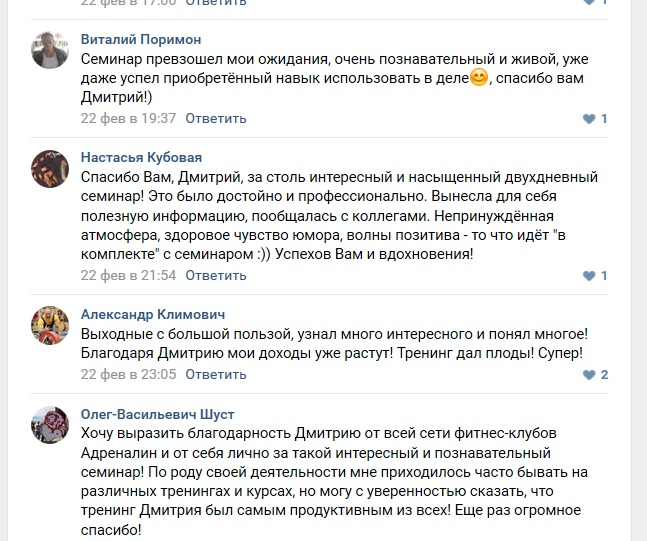 22 фев в 17:06 Ответить 1
Виталий Поримон
Семинар превзошел мои ожидания, очень познавательный и живой, уже
даже успел приобретённый навык использовать в деле😊, спасибо вам
Дмитрий!)
22 фев в 19:37 Ответить 1
Настасья Кубовая
Спасибо Вам, Дмитрий, за столь интересный и насыщенный двухдневный
семинар! Это было достойно и профессионально. Вынесла для себя
полезную информацию, пообщалась с коллегами. Непринуждённая
атмосфера, здоровое чувство юмора, волны позитива - то что идёт "в
комплекте" с семинаром :)) Успехов Вам и вдохновения!
22 фев в 21:54 Ответить 1
Александр Климович
Выходные с большой пользой, узнал много интересного и понял многое!
Благодаря Дмитрию мои доходы уже растут! Тренинг дал плоды! Супер!
22 фев в 23:05 Ответить 2
Олег-Васильевич Шуст
Хочу выразить благодарность Дмитрию от всей сети фитнес-клубов
Адреналин и от себя лично за такой интересный и познавательный
семинар! По роду своей деятельности мне приходилось часто бывать на
различных тренингах и курсах, но могу с уверенностью сказать, что
тренинг Дмитрия был самым продуктивным из всех! Еще раз огромное
спасибо!